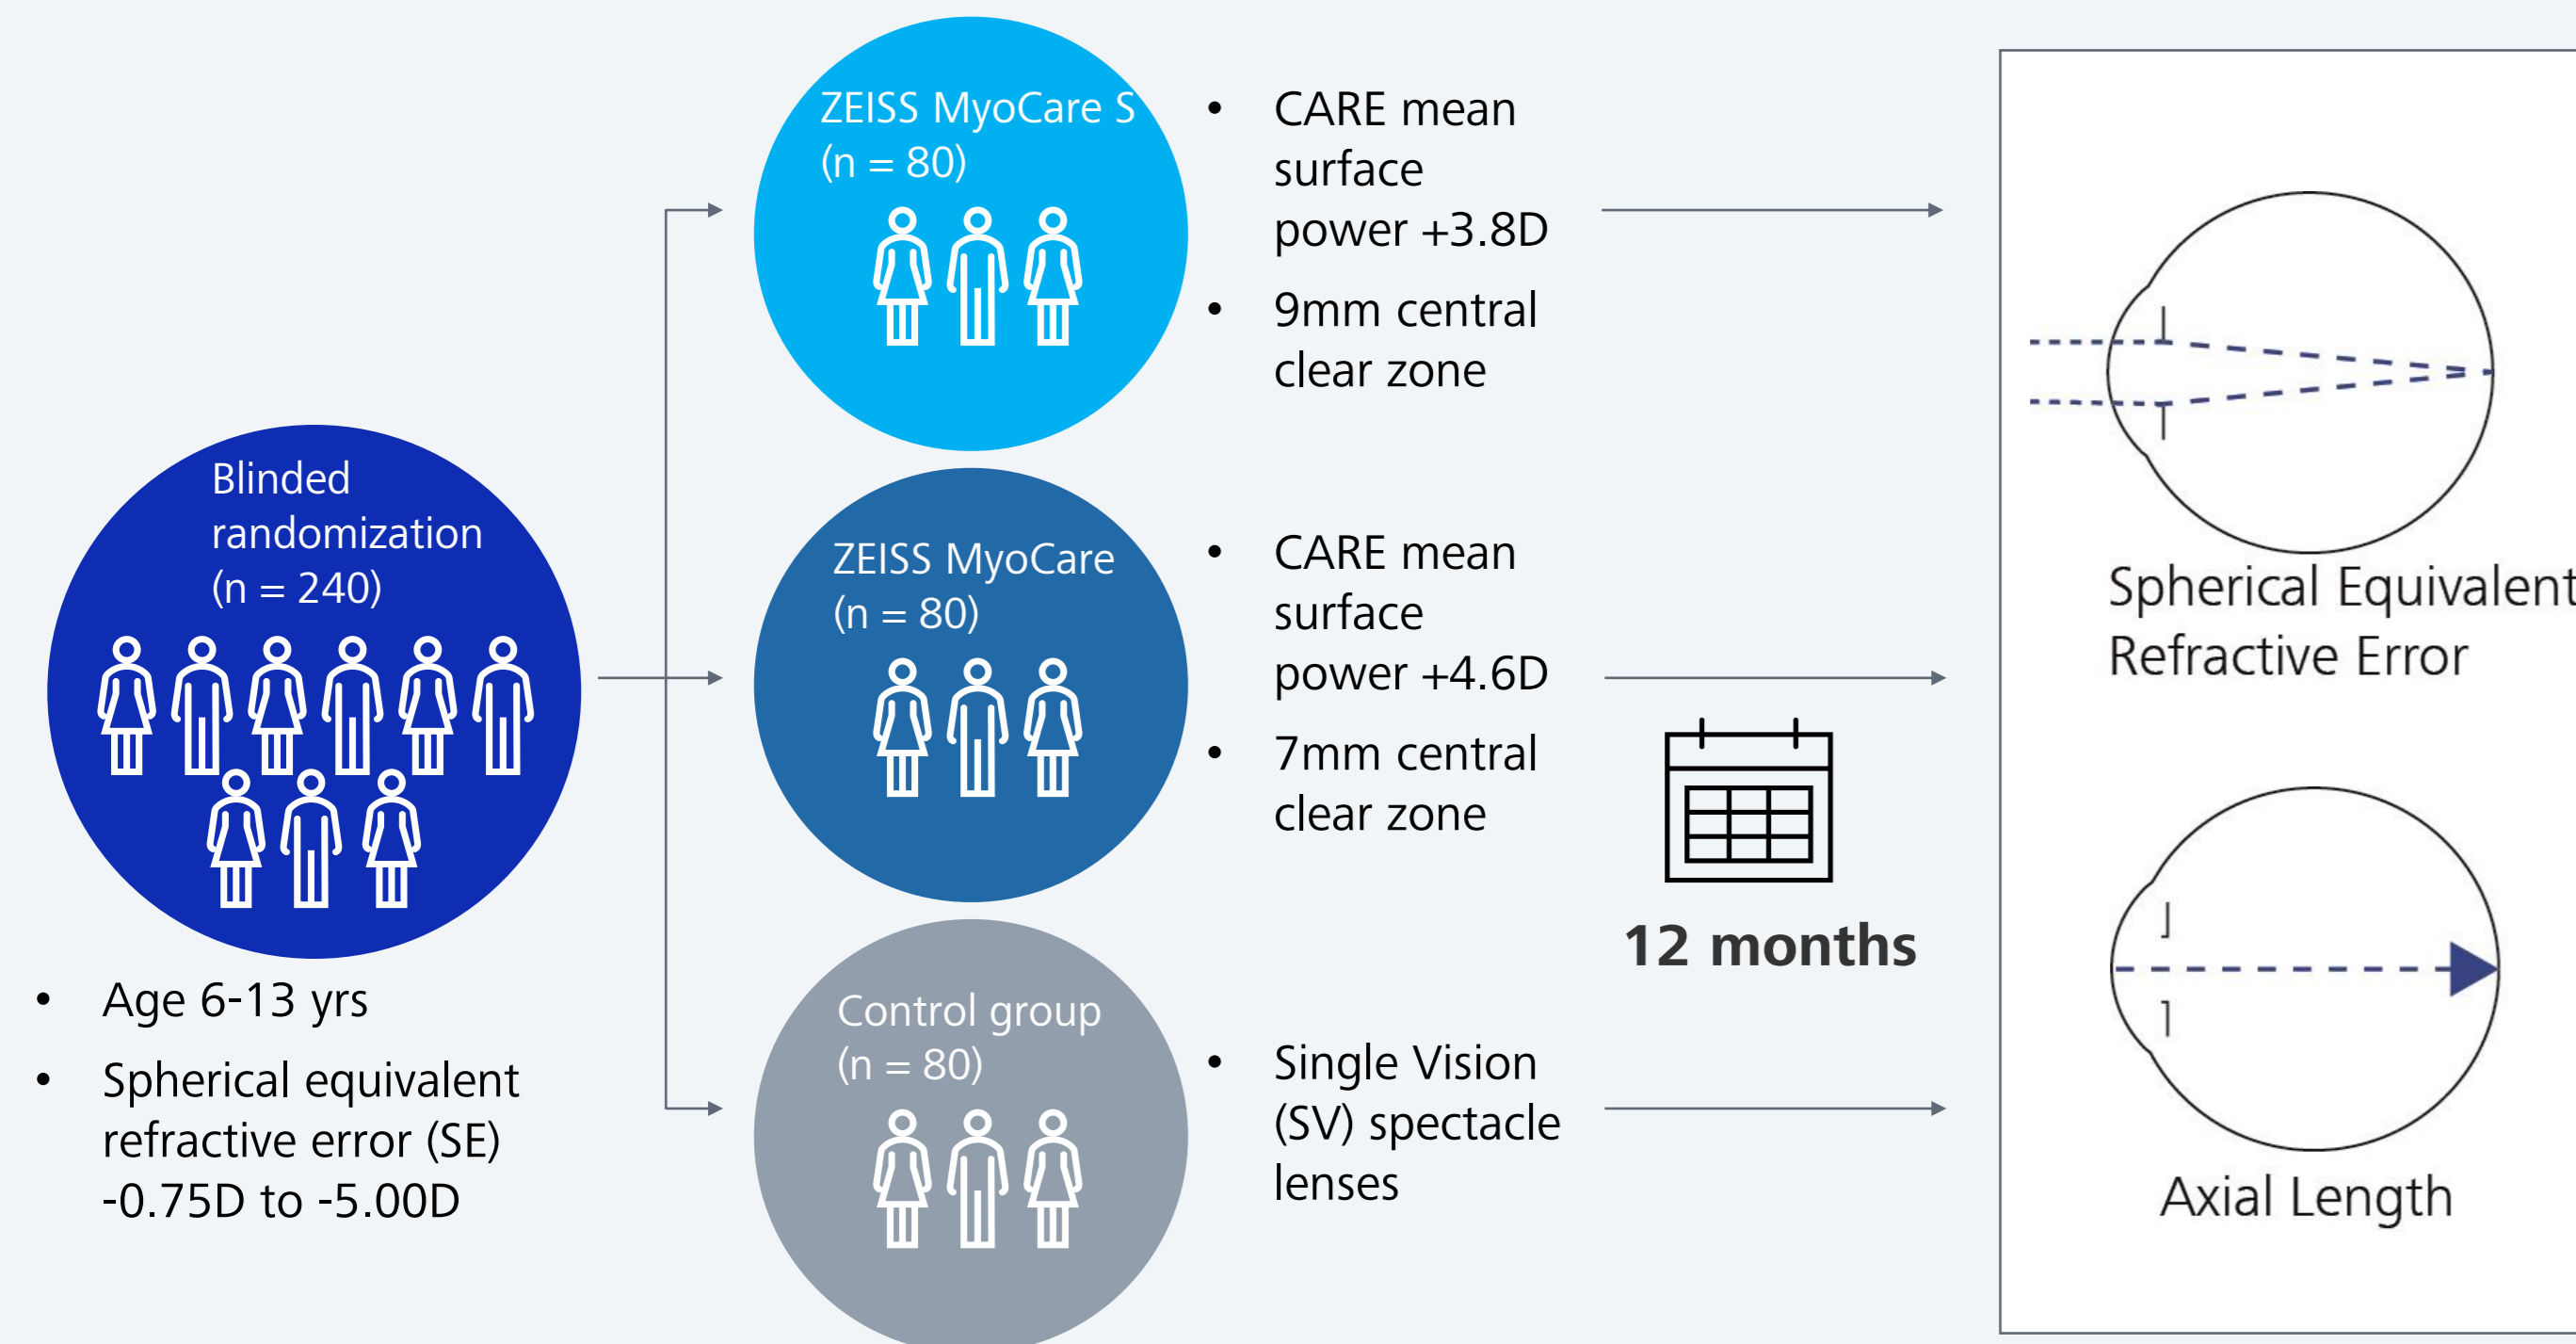 Blinded
randomization
(n = 240)
• Age 6-13 yrs
• Spherical equivalent
refractive error (SE)
-0.75D to -5.00D
ZEISS MyoCare S
(n = 80)
• CARE mean
surface
power +3.8D
• 9mm central
clear zone
ZEISS MyoCare
(n = 80)
• CARE mean
surface
power +4.6D
• 7mm central
clear zone
Control group
(n = 80)
• Single Vision
(SV) spectacle
lenses
12 months
Spherical Equivalent
Refractive Error
Axial Length